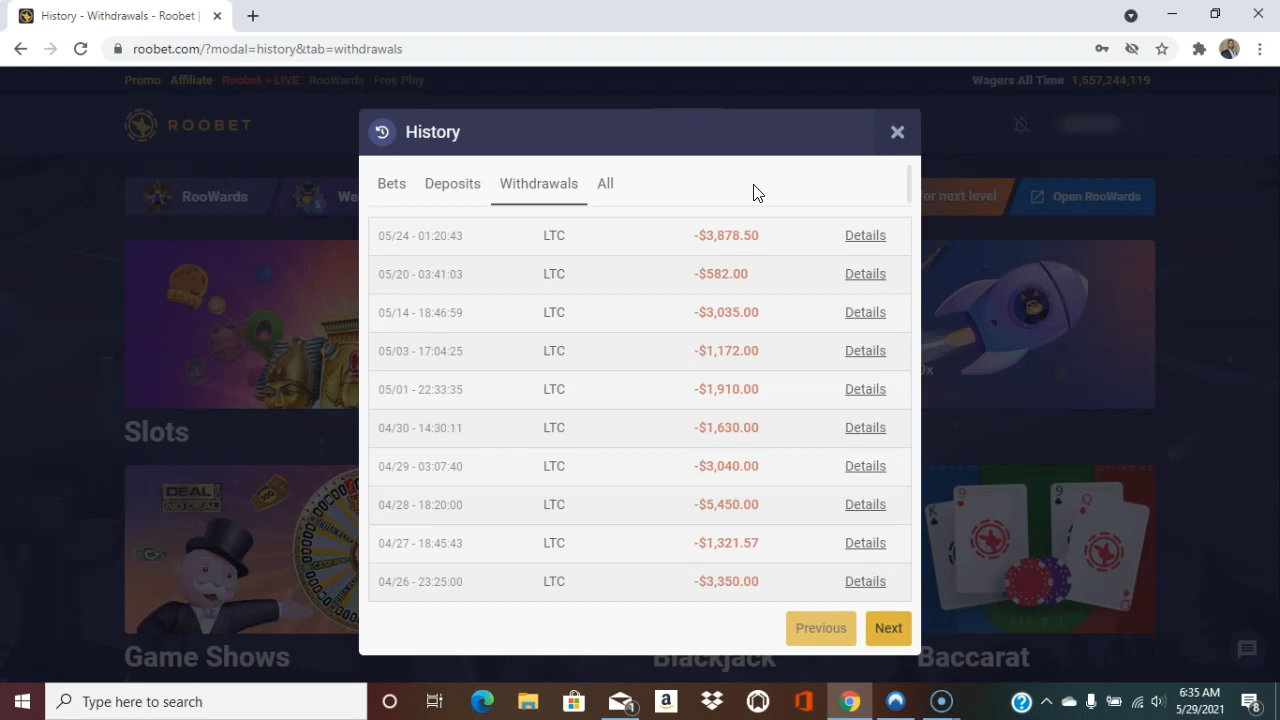 History - Withdrawals - Roobet |
roobet.com/?modal=history&tab=withdrawals
Promo Affiliate Roobet + LIVE RooWards Free Play
Wagers All Time 1,557,244,119
ROOBET
History
Bets Deposits Withdrawals All
RooWards
We
or next level
Open RooWards
05/24 - 01:20:43 LTC -$3,878.50 Details
05/20 - 03:41:03 LTC -$582.00 Details
05/14 - 18:46:59 LTC -$3,035.00 Details
05/03 - 17:04:25 LTC -$1,172.00 Details
05/01 - 22:33:35 LTC -$1,910.00 Details
04/30 - 14:30:11 LTC -$1,630.00 Details
04/29 - 03:07:40 LTC -$3,040.00 Details
04/28 - 18:20:00 LTC -$5,450.00 Details
04/27 - 18:45:43 LTC -$1,321.57 Details
04/26 - 23:25:00 LTC -$3,350.00 Details
Previous Next
Slots
DEAL
NO DEAL
Game Shows
Blackjack
Baccarat
Type here to search
6:35 AM
5/29/2021